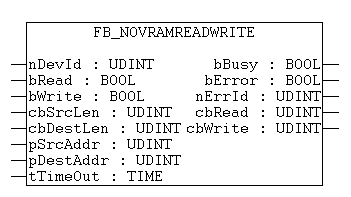 FB_NOVRAMREADWRITE
nDevId : UDINT bBusy : BOOL
bRead : BOOL bError : BOOL
bWrite : BOOL nErrId : UDINT
cbSrcLen : UDINT cbRead : UDINT
cbDestLen : UDINT cbWrite : UDINT
pSrcAddr : UDINT
pDestAddr : UDINT
tTimeOut : TIME